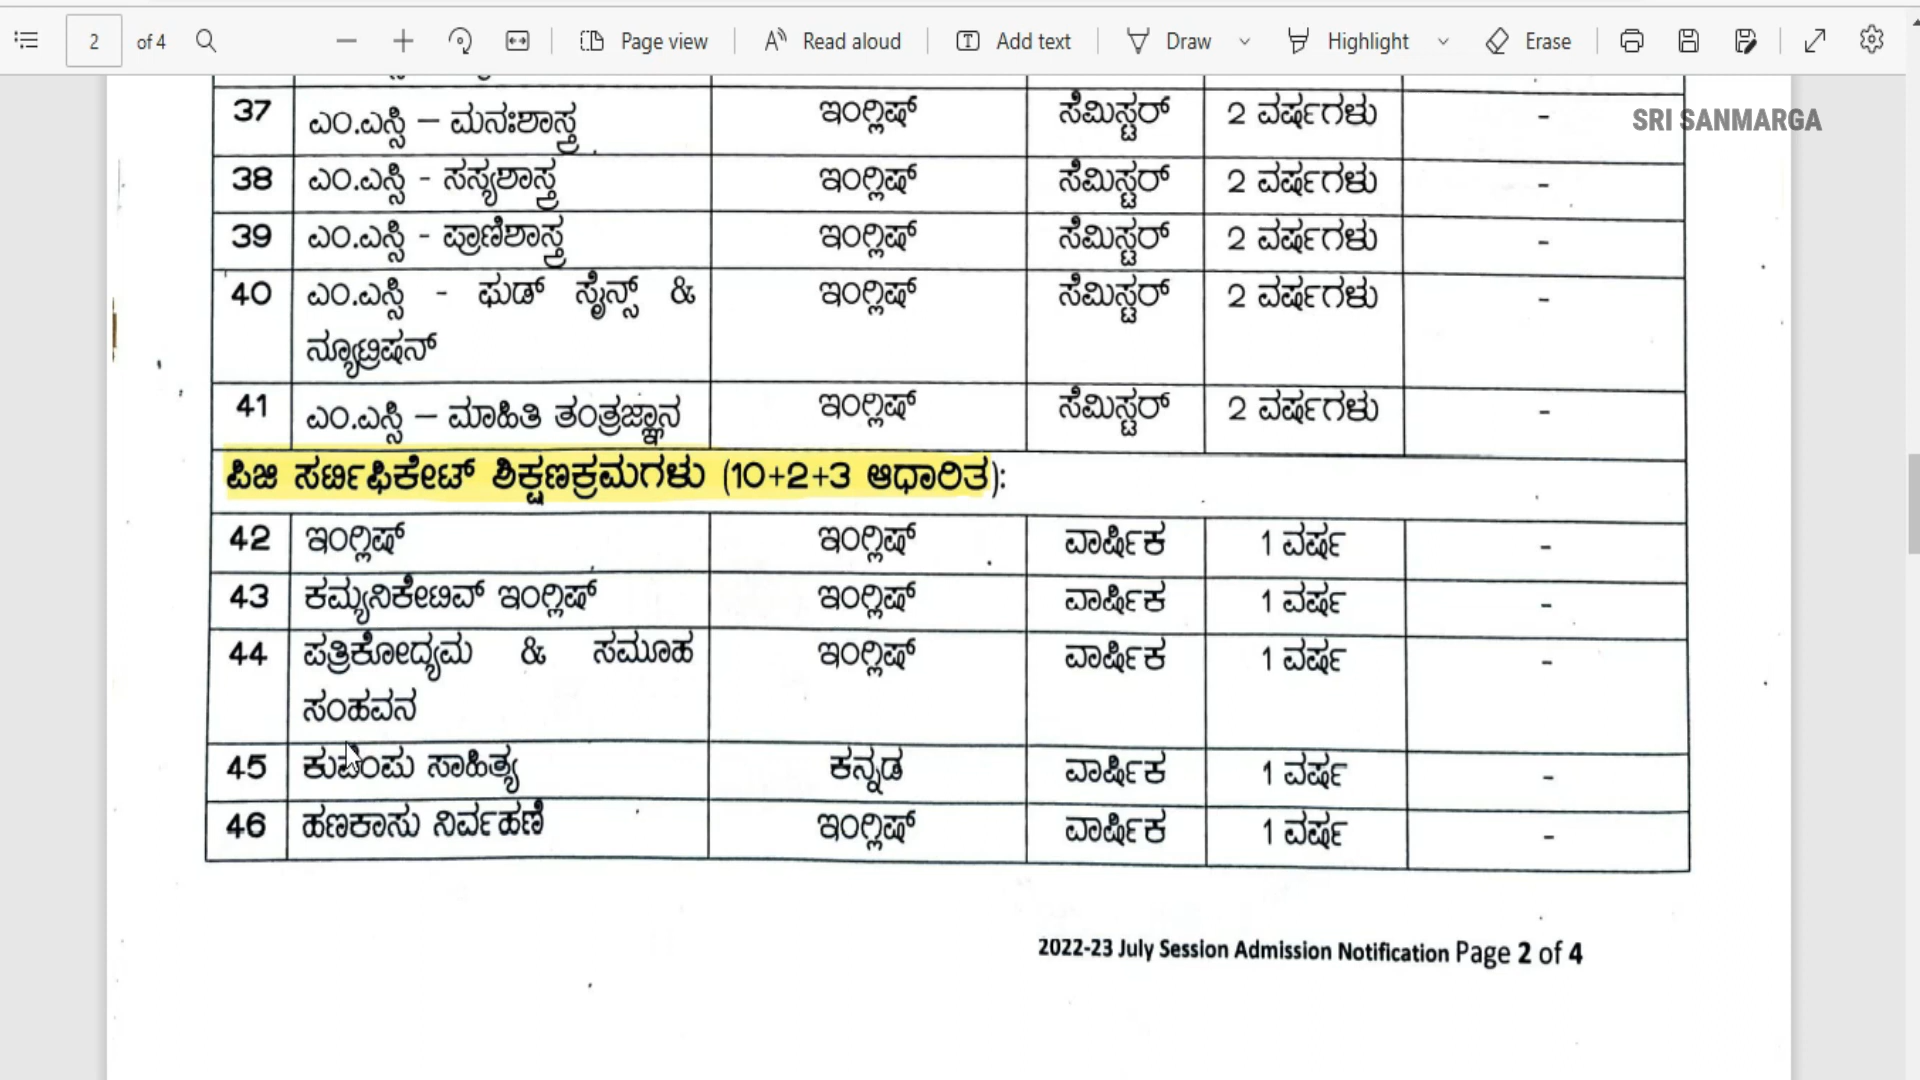 2 of 4 Page view Read aloud Add text Draw Highlight Erase
SRI SANMARGA
37 ಎಂ.ಎಸ್ಸಿ – ಮನಃಶಾಸ್ತ್ರ ಇಂಗ್ಲಿಷ್ ಸೆಮಿಸ್ಟರ್ 2 ವರ್ಷಗಳು -
38 ಎಂ.ಎಸ್ಸಿ - ಸಸ್ಯಶಾಸ್ತ್ರ ಇಂಗ್ಲಿಷ್ ಸೆಮಿಸ್ಟರ್ 2 ವರ್ಷಗಳು -
39 ಎಂ.ಎಸ್ಸಿ - ಪ್ರಾಣಿಶಾಸ್ತ್ರ ಇಂಗ್ಲಿಷ್ ಸೆಮಿಸ್ಟರ್ 2 ವರ್ಷಗಳು -
40 ಎಂ.ಎಸ್ಸಿ - ಫುಡ್ ಸೈನ್ಸ್ & ಇಂಗ್ಲಿಷ್ ಸೆಮಿಸ್ಟರ್ 2 ವರ್ಷಗಳು -
ನ್ಯೂಟ್ರಿಷನ್
41 ಎಂ.ಎಸ್ಸಿ – ಮಾಹಿತಿ ತಂತ್ರಜ್ಞಾನ ಇಂಗ್ಲಿಷ್ ಸೆಮಿಸ್ಟರ್ 2 ವರ್ಷಗಳು -
ಪಿಜಿ ಸರ್ಟಿಫಿಕೇಟ್ ಶಿಕ್ಷಣಕ್ರಮಗಳು (10+2+3 ಆಧಾರಿತ):
42 ಇಂಗ್ಲಿಷ್ ಇಂಗ್ಲಿಷ್ ವಾರ್ಷಿಕ 1 ವರ್ಷ -
43 ಕಮ್ಯನಿಕೇಟಿವ್ ಇಂಗ್ಲಿಷ್ ಇಂಗ್ಲಿಷ್ ವಾರ್ಷಿಕ 1 ವರ್ಷ -
44 ಪತ್ರಿಕೋದ್ಯಮ & ಸಮೂಹ ಇಂಗ್ಲಿಷ್ ವಾರ್ಷಿಕ 1 ವರ್ಷ -
ಸಂಹವನ
45 ಕುವೆಂಪು ಸಾಹಿತ್ಯ ಕನ್ನಡ ವಾರ್ಷಿಕ 1 ವರ್ಷ -
46 ಹಣಕಾಸು ನಿರ್ವಹಣೆ ಇಂಗ್ಲಿಷ್ ವಾರ್ಷಿಕ 1 ವರ್ಷ -
2022-23 July Session Admission Notification Page 2 of 4